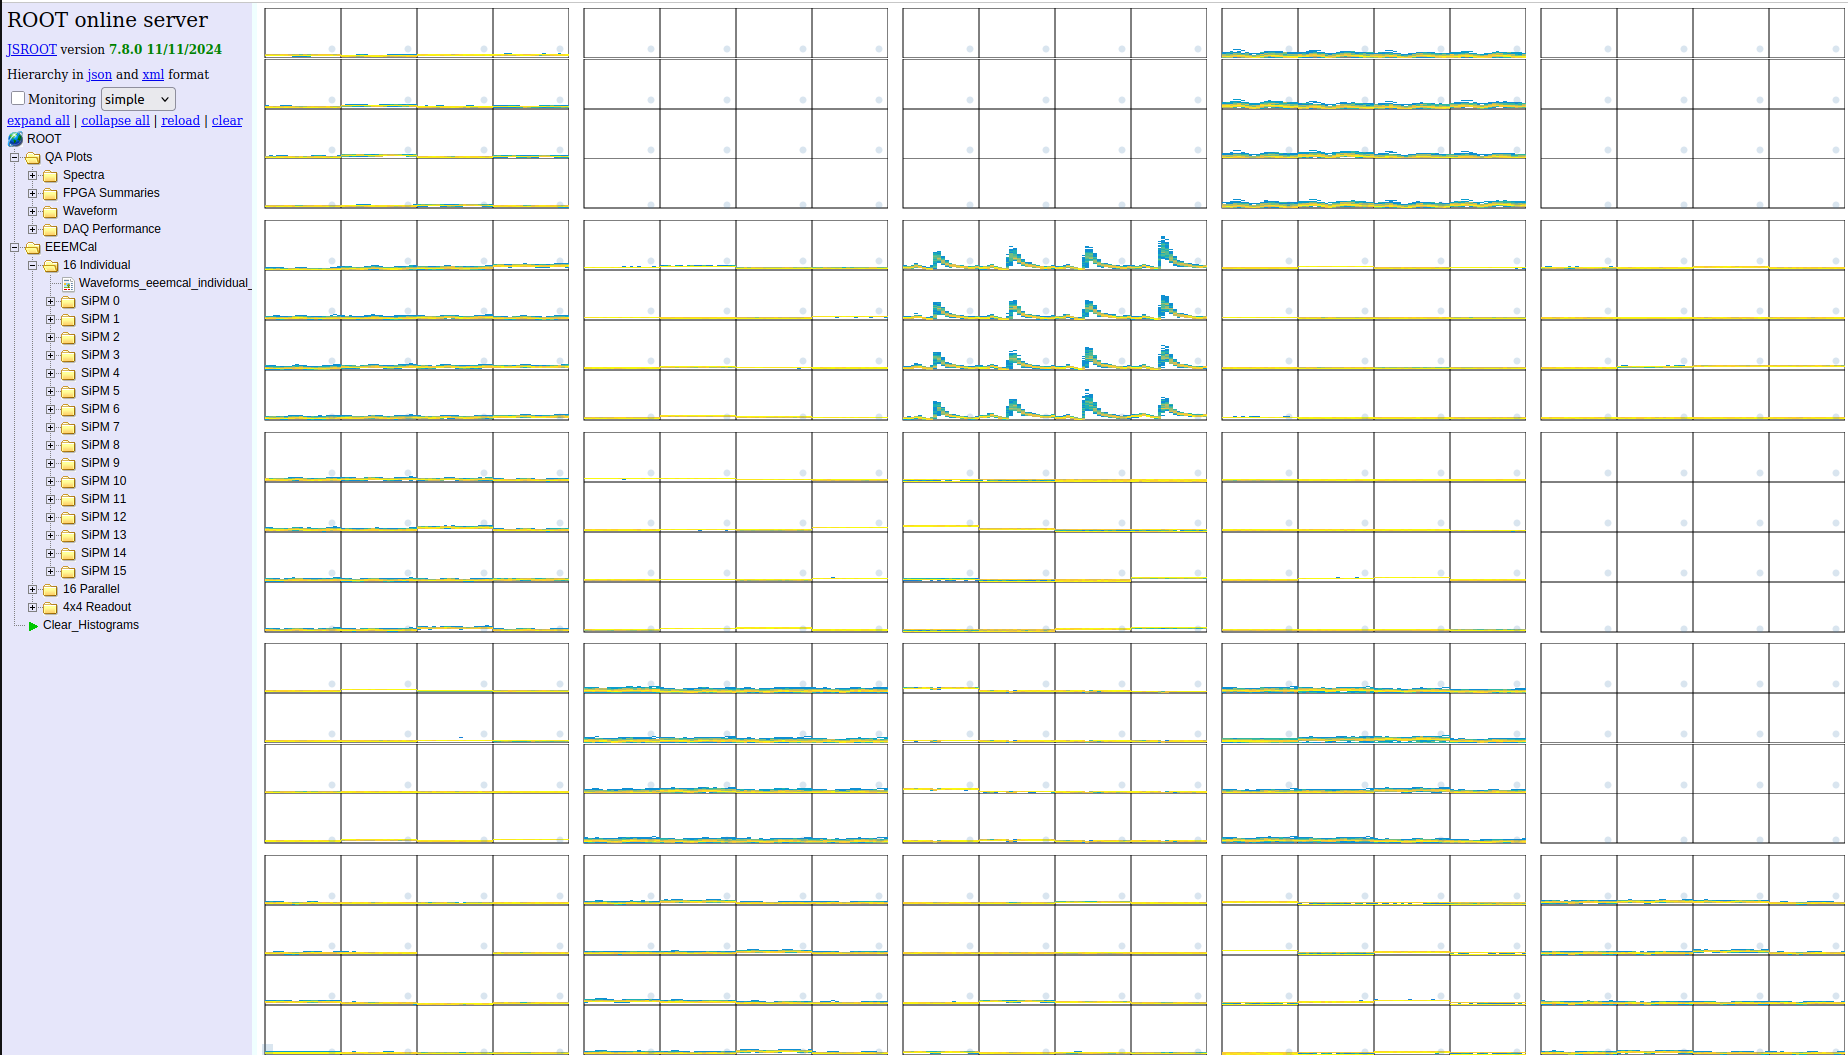 ROOT online server
JSROOT version 7.8.0 11/11/2024
Hierarchy in json and xml format
Monitoring simple
expand all | collapse all | reload | clear
ROOT
QA Plots
Spectra
FPGA Summaries
Waveform
DAQ Performance
EEEMCal
16 Individual
Waveforms_eeemcal_individual_
SiPM 0
SiPM 1
SiPM 2
SiPM 3
SiPM 4
SiPM 5
SiPM 6
SiPM 7
SiPM 8
SiPM 9
SiPM 10
SiPM 11
SiPM 12
SiPM 13
SiPM 14
SiPM 15
16 Parallel
4x4 Readout
Clear_Histograms